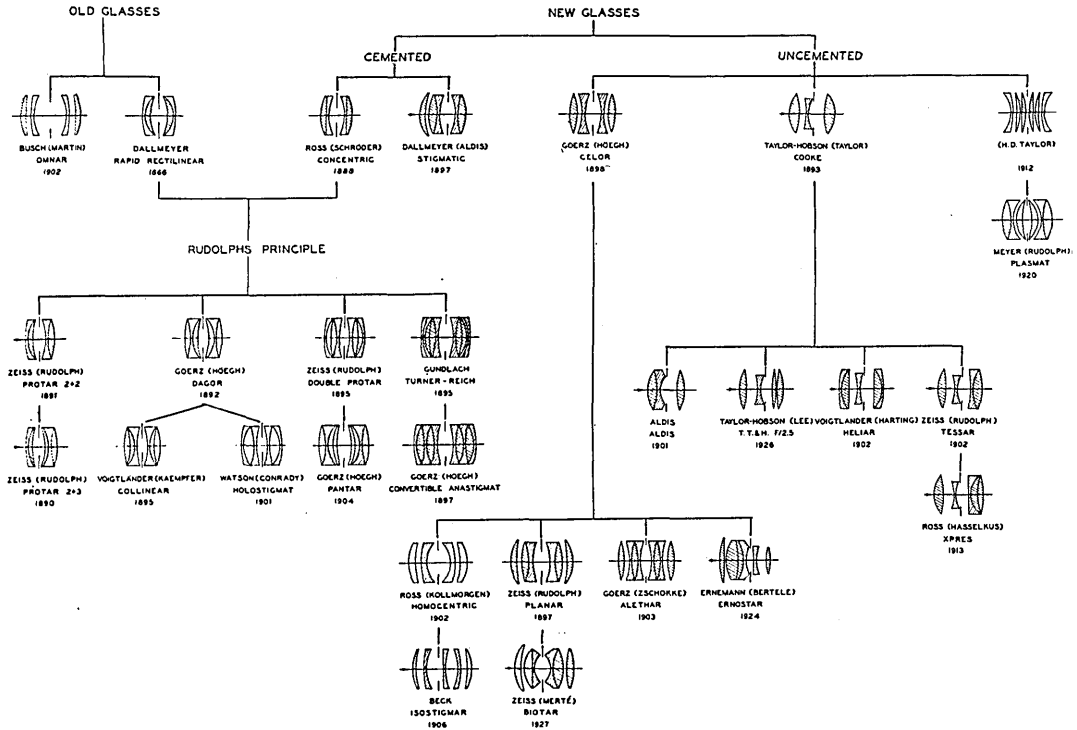 OLD GLASSES
NEW GLASSES
CEMENTED
UNCEMENTED
BUSCH (MARTIN)
OMNAR
1902
DALLMEYER
RAPID RECTILINEAR
1866
ROSS (SCHRODER)
CONCENTRIC
1888
DALLMEYER (ALDIS)
STIGMATIC
1897
GOERZ (HOEGH)
CELOR
1898
TAYLOR-HOBSON (TAYLOR)
COOKE
1893
(H.D. TAYLOR)
1912
MEYER (RUDOLPH)
PLASMAT
1920
RUDOLPHS PRINCIPLE
ZEISS (RUDOLPH)
PROTAR 2+2
1891
GOERZ (HOEGH)
DAGOR
1892
ZEISS (RUDOLPH)
DOUBLE PROTAR
1895
GUNDLACH
TURNER-REICH
1895
ZEISS (RUDOLPH)
PROTAR 2+3
1890
VOIGTLANDER (KAEMPFER)
COLLINEAR
1895
WATSON (CONRADY)
HOLOSTIGMAT
1901
GOERZ (HOEGH)
PANTAR
1904
GOERZ (HOEGH)
CONVERTIBLE ANASTIGMAT
1897
ALDIS
ALDIS
1901
TAYLOR-HOBSON (LEE)
T.T.&H. F/2.5
1926
VOIGTLANDER (HARTING)
HELIAR
1902
ZEISS (RUDOLPH)
TESSAR
1902
ROSS (HASSELKUS)
XPRES
1913
ROSS (KOLLMORGEN)
HOMOCENTRIC
1902
ZEISS (RUDOLPH)
PLANAR
1897
GOERZ (ZSCHOKKE)
ALETHAR
1903
ERNEMANN (BERTELE)
ERNOSTAR
1924
BECK
ISOSTIGMAR
1906
ZEISS (MERTÉ)
BIOTAR
1927